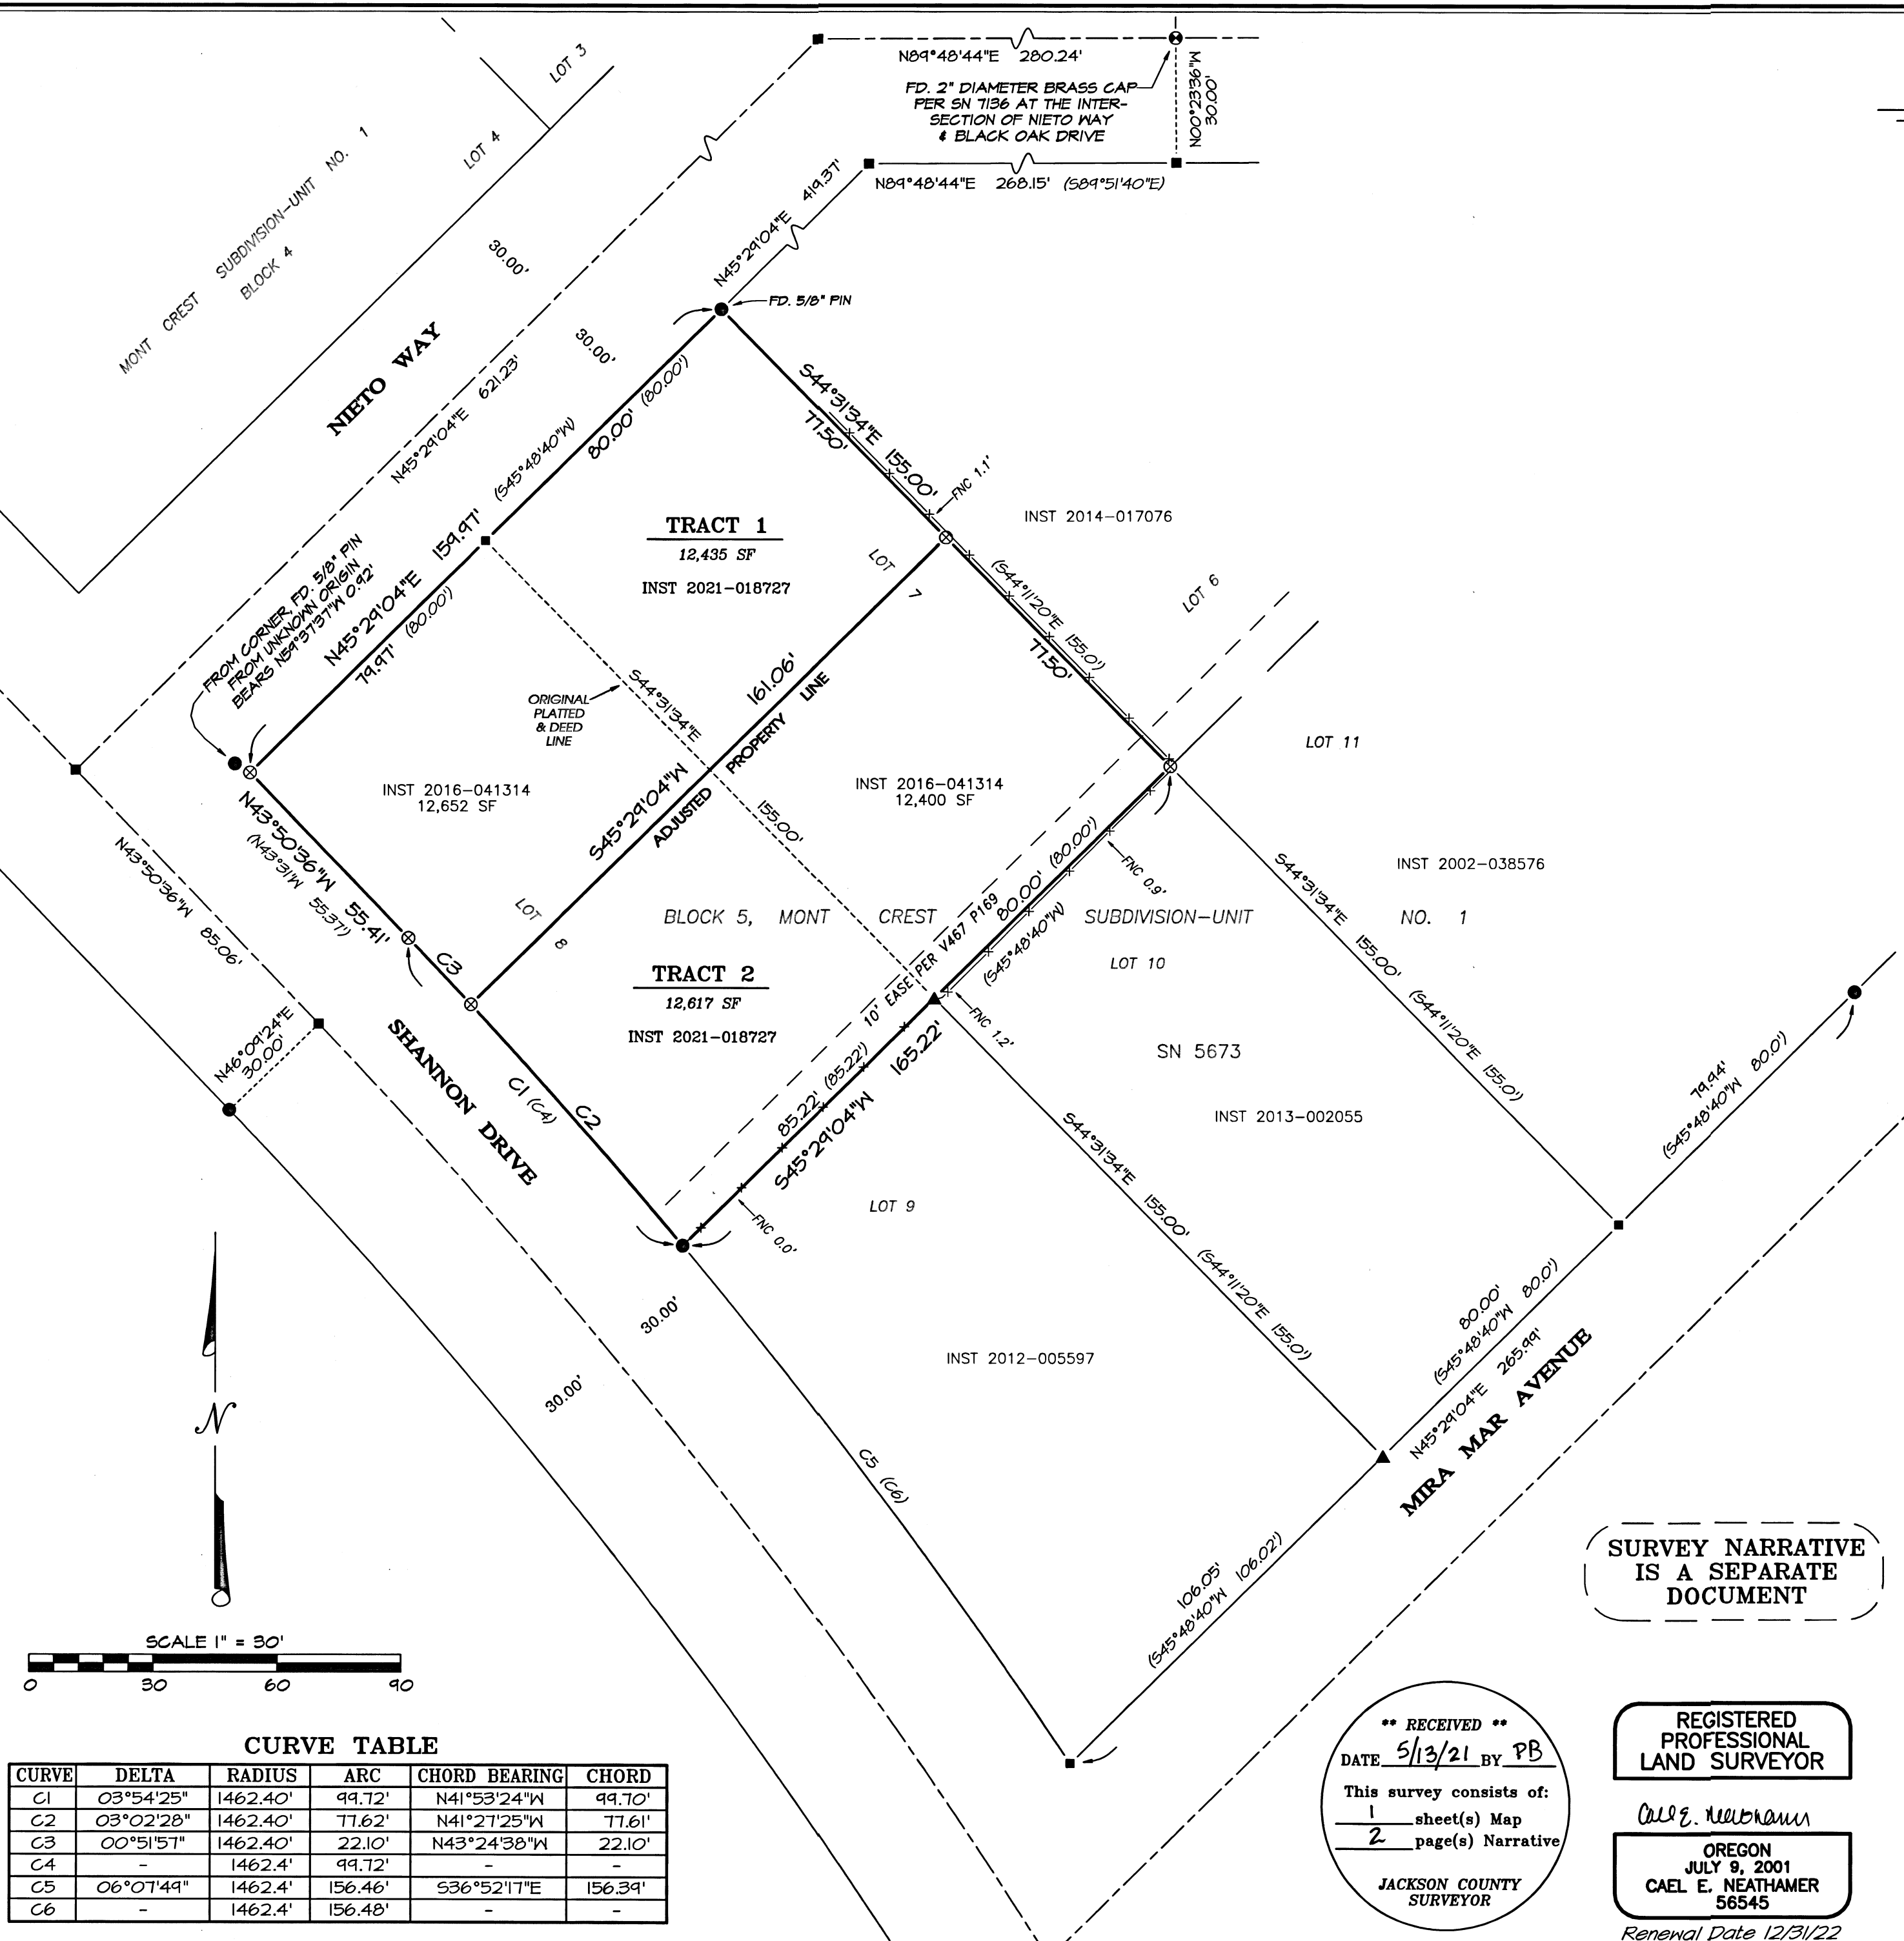 N89°48'44"E 280.24'
FD. 2" DIAMETER BRASS CAP
PER SN 7136 AT THE INTER-
SECTION OF NIETO WAY
& BLACK OAK DRIVE
N00°23'36"W
30.00'
N89°48'44"E 268.15' (S89°51'40"E)
LOT 3
LOT 4
MONT CREST SUBDIVISION-UNIT NO. 1
BLOCK 4
30.00'
30.00'
NIETO WAY
N45°29'04"E 621.23'
N45°29'04"E 419.37'
FD. 5/8" PIN
80.00' (80.00')
(S45°48'40"W)
N45°29'04"E 159.97'
79.97' (80.00')
FROM CORNER, FD. 5/8" PIN
FROM UNKNOWN ORIGIN
BEARS N59°37'37"W 0.92'
S44°31'34"E 155.00'
77.50'
FNC 1.1'
INST 2014-017076
(S44°11'20"E 155.0')
77.50'
LOT 6
TRACT 1
12,435 SF
INST 2021-018727
LOT 7
ORIGINAL
PLATTED
& DEED
LINE
S44°31'34"E
155.00'
161.06'
S45°29'04"W
ADJUSTED PROPERTY LINE
INST 2016-041314
12,652 SF
INST 2016-041314
12,400 SF
LOT 11
INST 2002-038576
N43°50'36"W 55.41'
(N43°31'W 55.37')
N43°50'36"W 85.06'
N46°09'24"E
30.00'
C3
LOT 8
BLOCK 5, MONT CREST SUBDIVISION-UNIT NO. 1
TRACT 2
12,617 SF
INST 2021-018727
10' EASE PER V467 P169
80.00' (80.00')
(S45°48'40"W)
FNC 0.9'
FNC 1.2'
LOT 10
SN 5673
INST 2013-002055
S44°31'34"E 155.00' (S44°11'20"E 155.0')
79.94'
(S45°48'40"W 80.0')
SHANNON DRIVE
C1 (C4)
C2
85.22' (85.22')
S45°29'04"W 165.22'
FNC 0.0'
LOT 9
S44°31'34"E 155.00' (S44°11'20"E 155.0')
INST 2012-005597
30.00'
30.00'
C5 (C6)
80.00'
(S45°48'40"W 80.0')
N45°29'04"E 265.99'
MIRA MAR AVENUE
106.05'
(S45°48'40"W 106.02')
N
SCALE 1" = 30'
0 30 60 90
SURVEY NARRATIVE
IS A SEPARATE
DOCUMENT
CURVE TABLE
CURVE DELTA RADIUS ARC CHORD BEARING CHORD
C1 03°54'25" 1462.40' 99.72' N41°53'24"W 99.70'
C2 03°02'28" 1462.40' 77.62' N41°27'25"W 77.61'
C3 00°51'57" 1462.40' 22.10' N43°24'38"W 22.10'
C4 - 1462.4' 99.72' - -
C5 06°07'49" 1462.4' 156.46' S36°52'17"E 156.39'
C6 - 1462.4' 156.48' - -
** RECEIVED **
DATE 5/13/21 BY PB
This survey consists of:
1 sheet(s) Map
2 page(s) Narrative
JACKSON COUNTY
SURVEYOR
REGISTERED
PROFESSIONAL
LAND SURVEYOR
Cael E. Neathamer
OREGON
JULY 9, 2001
CAEL E. NEATHAMER
56545
Renewal Date 12/31/22